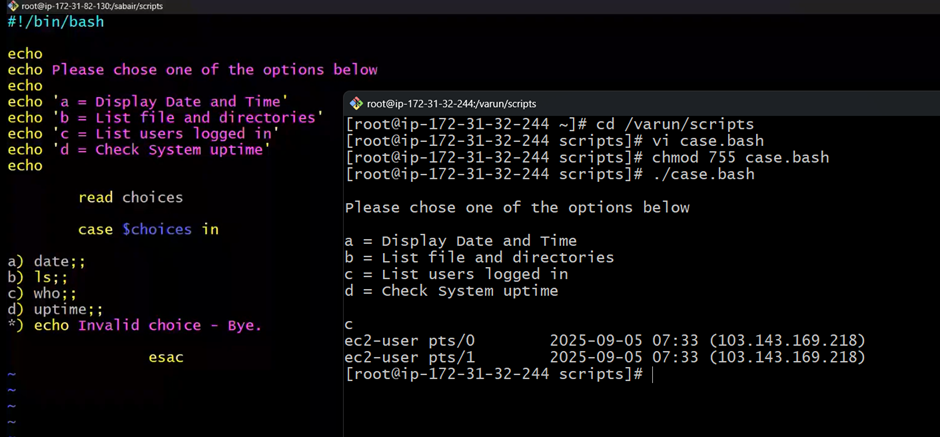 root@ip-172-31-82-130:/sabair/scripts
#!/bin/bash
echo
echo Please chose one of the options below
echo
echo 'a = Display Date and Time'
echo 'b = List file and directories'
echo 'c = List users logged in'
echo 'd = Check System uptime'
echo
read choices
case $choices in
a) date;;
b) ls;;
c) who;;
d) uptime;;
*) echo Invalid choice - Bye.
esac
~
~
~
~
root@ip-172-31-32-244:/varun/scripts
[root@ip-172-31-32-244 ~]# cd /varun/scripts
[root@ip-172-31-32-244 scripts]# vi case.bash
[root@ip-172-31-32-244 scripts]# chmod 755 case.bash
[root@ip-172-31-32-244 scripts]# ./case.bash
Please chose one of the options below
a = Display Date and Time
b = List file and directories
c = List users logged in
d = Check System uptime
c
ec2-user pts/0 2025-09-05 07:33 (103.143.169.218)
ec2-user pts/1 2025-09-05 07:33 (103.143.169.218)
[root@ip-172-31-32-244 scripts]#